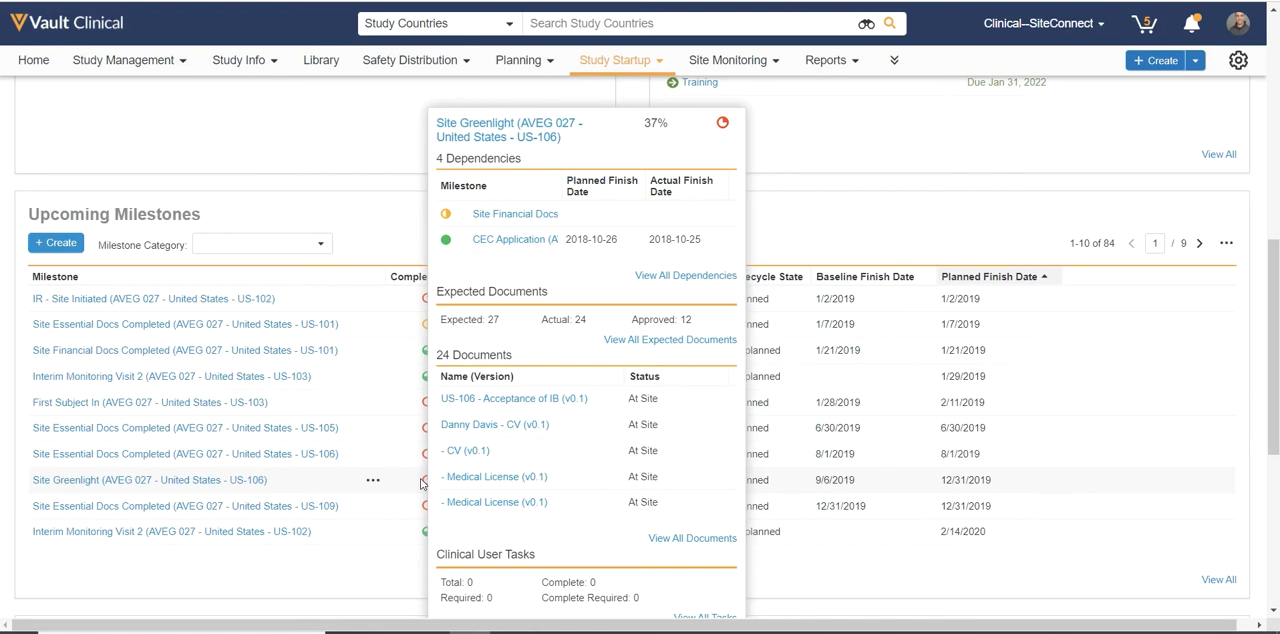 Vault Clinical
Study Countries
Search Study Countries
Clinical--SiteConnect
5
Home
Study Management
Study Info
Library
Safety Distribution
Planning
Study Startup
Site Monitoring
Reports
+ Create
Training
Due Jan 31, 2022
View All
Upcoming Milestones
+ Create
Milestone Category:
1-10 of 84
1
/ 9
Milestone
Comple
ecycle State
Baseline Finish Date
Planned Finish Date
IR - Site Initiated (AVEG 027 - United States - US-102)
nned
1/2/2019
1/2/2019
Site Essential Docs Completed (AVEG 027 - United States - US-101)
nned
1/7/2019
1/7/2019
Site Financial Docs Completed (AVEG 027 - United States - US-101)
planned
1/21/2019
1/21/2019
Interim Monitoring Visit 2 (AVEG 027 - United States - US-103)
planned
1/29/2019
First Subject In (AVEG 027 - United States - US-103)
nned
1/28/2019
2/11/2019
Site Essential Docs Completed (AVEG 027 - United States - US-105)
nned
6/30/2019
6/30/2019
Site Essential Docs Completed (AVEG 027 - United States - US-106)
nned
8/1/2019
8/1/2019
Site Greenlight (AVEG 027 - United States - US-106)
nned
9/6/2019
12/31/2019
Site Essential Docs Completed (AVEG 027 - United States - US-109)
nned
12/31/2019
12/31/2019
Interim Monitoring Visit 2 (AVEG 027 - United States - US-102)
planned
2/14/2020
View All
Site Greenlight (AVEG 027 -
United States - US-106)
37%
4 Dependencies
Milestone
Planned Finish
Date
Actual Finish
Date
Site Financial Docs
CEC Application (A
2018-10-26
2018-10-25
View All Dependencies
Expected Documents
Expected: 27
Actual: 24
Approved: 12
View All Expected Documents
24 Documents
Name (Version)
Status
US-106 - Acceptance of IB (v0.1)
At Site
Danny Davis - CV (v0.1)
At Site
- CV (v0.1)
At Site
- Medical License (v0.1)
At Site
- Medical License (v0.1)
At Site
View All Documents
Clinical User Tasks
Total: 0
Complete: 0
Required: 0
Complete Required: 0
View All Tasks